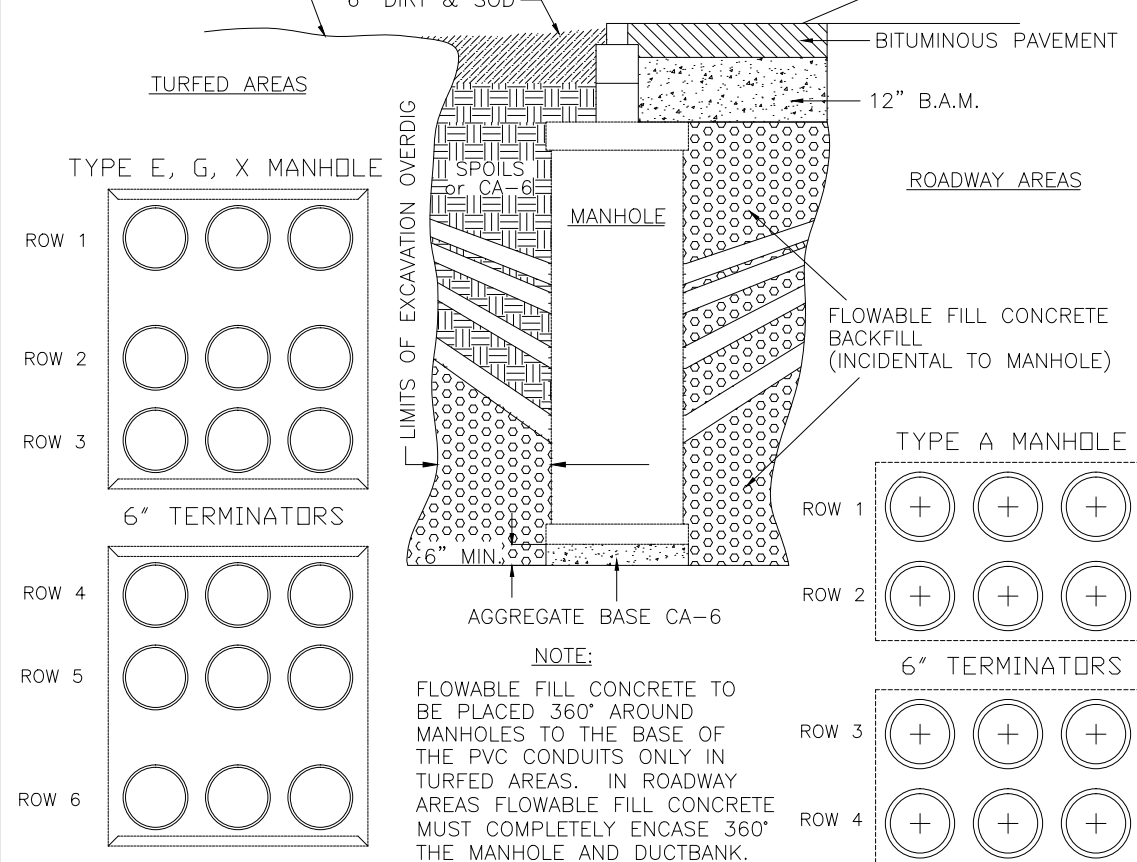 6" DIRT & SOD
BITUMINOUS PAVEMENT
TURFED AREAS
12" B.A.M.
TYPE E, G, X MANHOLE
LIMITS OF EXCAVATION OVERDIG
SPOILS
or CA-6
ROADWAY AREAS
MANHOLE
ROW 1
FLOWABLE FILL CONCRETE
BACKFILL
(INCIDENTAL TO MANHOLE)
ROW 2
ROW 3
TYPE A MANHOLE
ROW 1
6" TERMINATORS
6" MIN.
ROW 4
ROW 2
AGGREGATE BASE CA-6
NOTE:
6" TERMINATORS
ROW 5
FLOWABLE FILL CONCRETE TO
BE PLACED 360° AROUND
MANHOLES TO THE BASE OF
THE PVC CONDUITS ONLY IN
TURFED AREAS. IN ROADWAY
AREAS FLOWABLE FILL CONCRETE
MUST COMPLETELY ENCASE 360°
THE MANHOLE AND DUCTBANK.
ROW 3
ROW 6
ROW 4